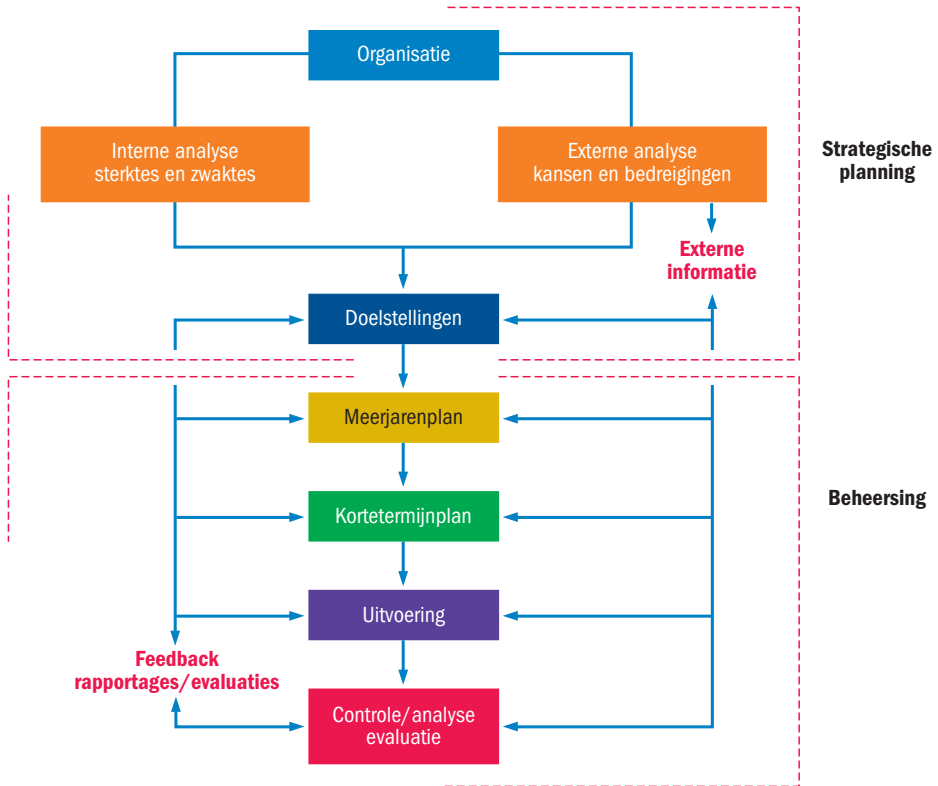 Organisatie
Interne analyse
sterktes en zwaktes
Externe analyse
kansen en bedreigingen
Strategische
planning
Externe
informatie
Doelstellingen
Meerjarenplan
Kortetermijnplan
Beheersing
Uitvoering
Feedback
rapportages/evaluaties
Controle/analyse
evaluatie